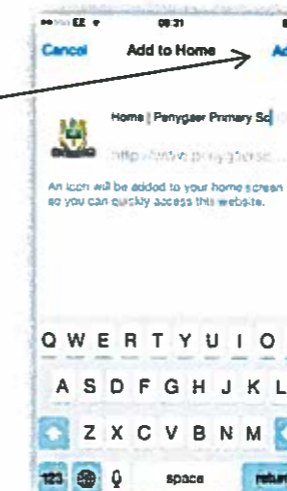 EE 08:31
Cancel Add to Home Ad
Home | Penygaer Primary Sc
An icon will be added to your home screen
so you can quickly access this website.
Q W E R T Y U I O
A S D F G H J K L
Z X C V B N M
123 space return